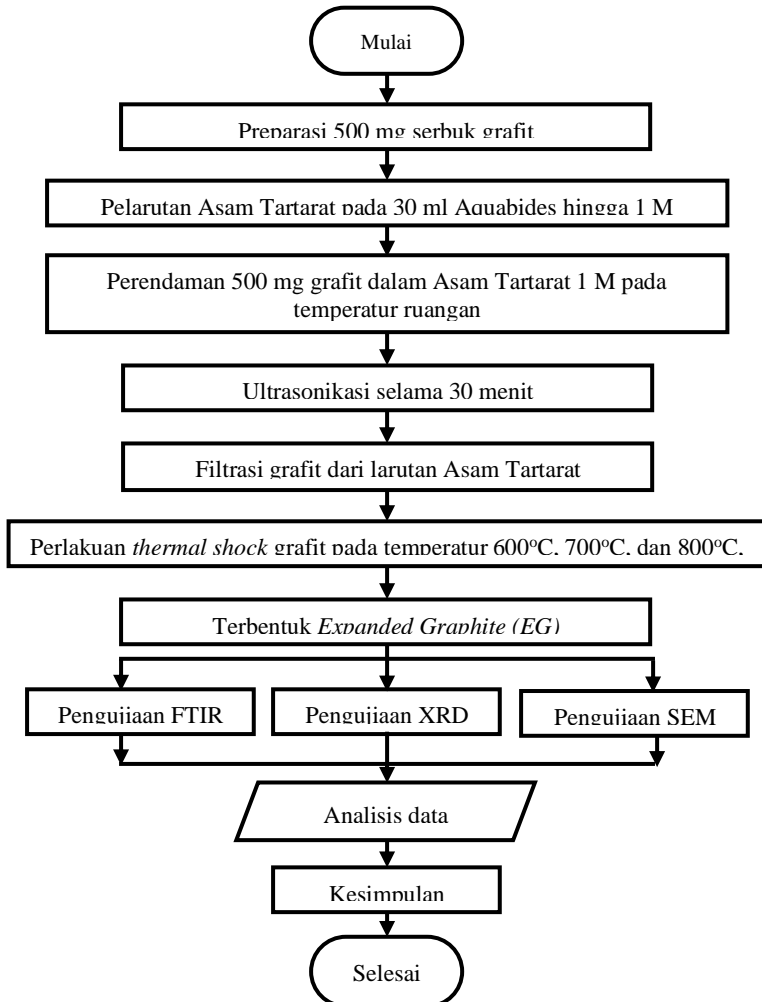 Mulai
Preparasi 500 mg serbuk grafit
Pelarutan Asam Tartarat pada 30 ml Aquabides hingga 1 M
Perendaman 500 mg grafit dalam Asam Tartarat 1 M pada
temperatur ruangan
Ultrasonikasi selama 30 menit
Filtrasi grafit dari larutan Asam Tartarat
Perlakuan thermal shock grafit pada temperatur 600°C, 700°C, dan 800°C,
Terbentuk Expanded Graphite (EG)
Pengujiaan FTIR
Pengujiaan XRD
Pengujiaan SEM
Analisis data
Kesimpulan
Selesai